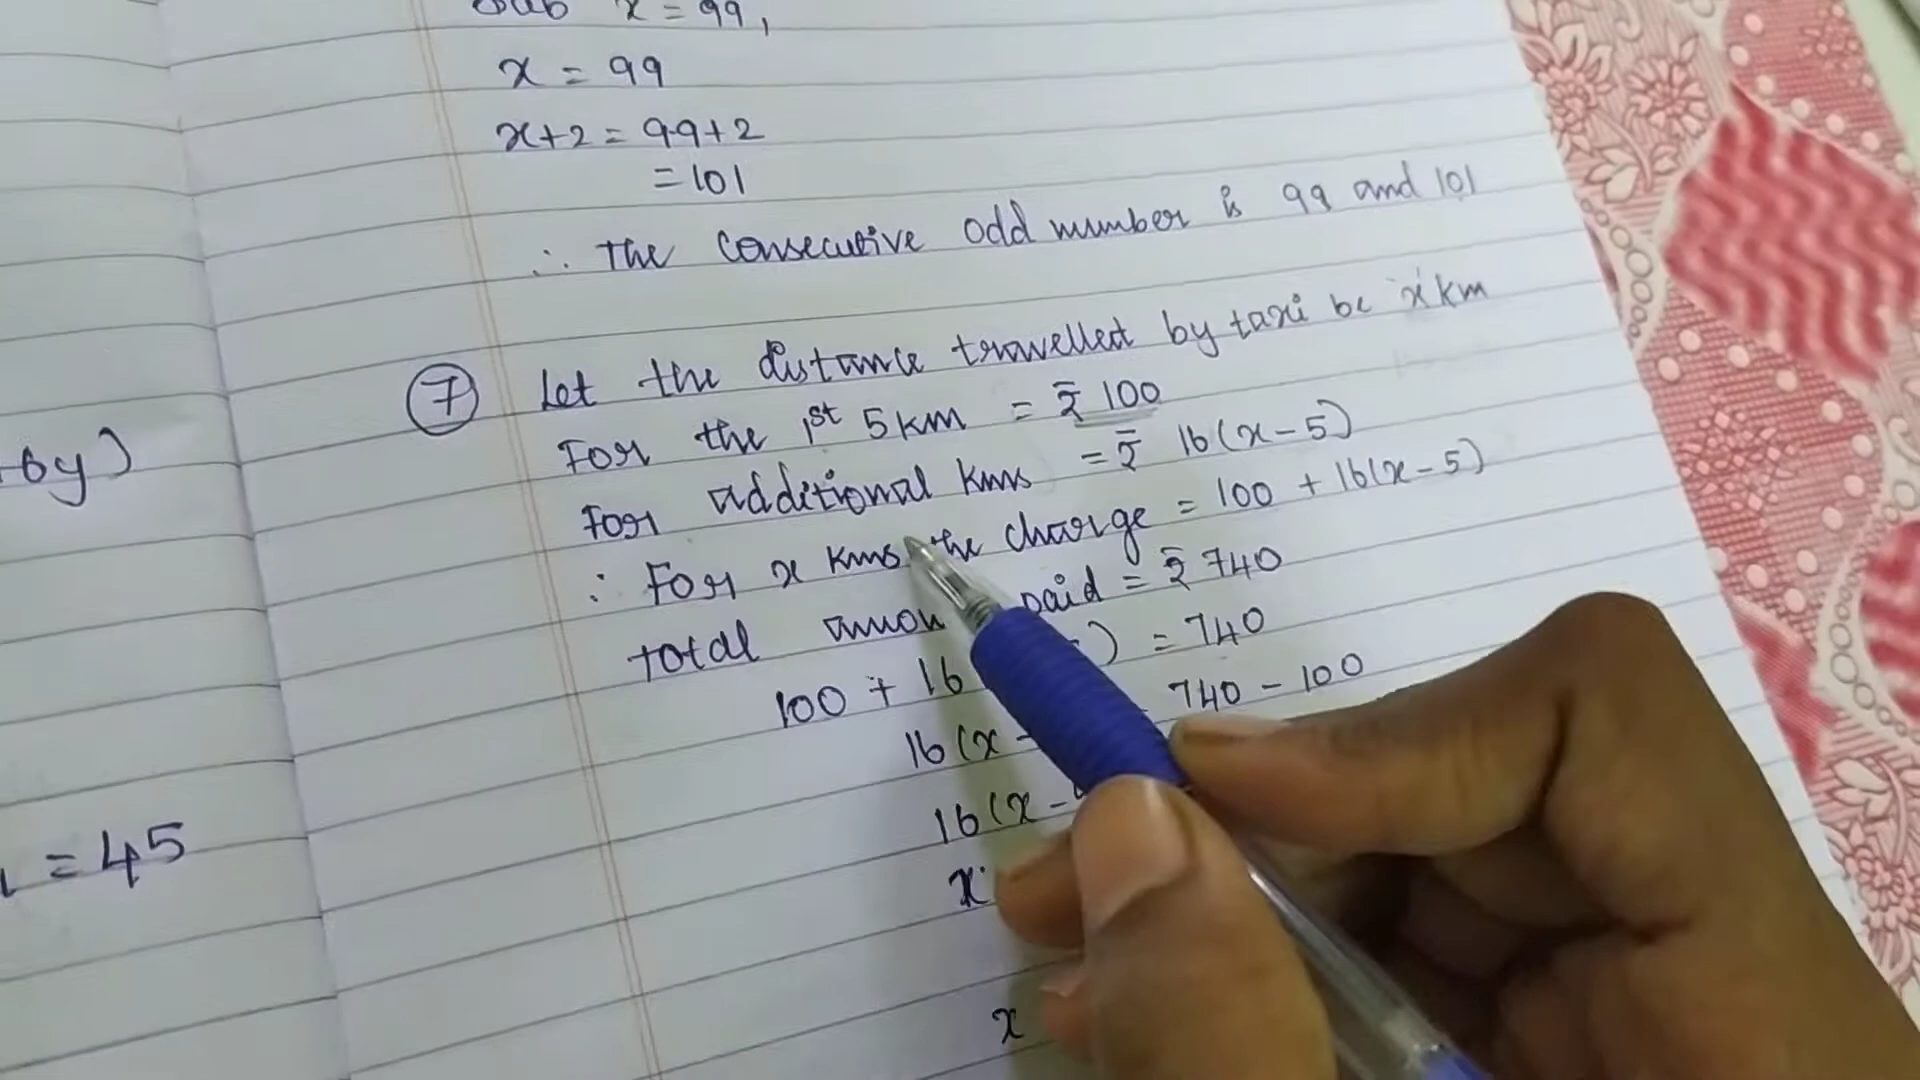 x = 99,
x = 99
x+2 = 99+2
= 101
∴ The consecutive odd number is 99 and 101
⑦ Let the distance travelled by taxi be x km
For the 1st 5 km = ₹ 100
For additional kms = ₹ 16(x-5)
∴ For x kms the charge = 100 + 16(x-5)
total paid = ₹ 740
100 + 16 ) = 740
16(x - 740 - 100
16(x -
x
x
+6y)
= 45